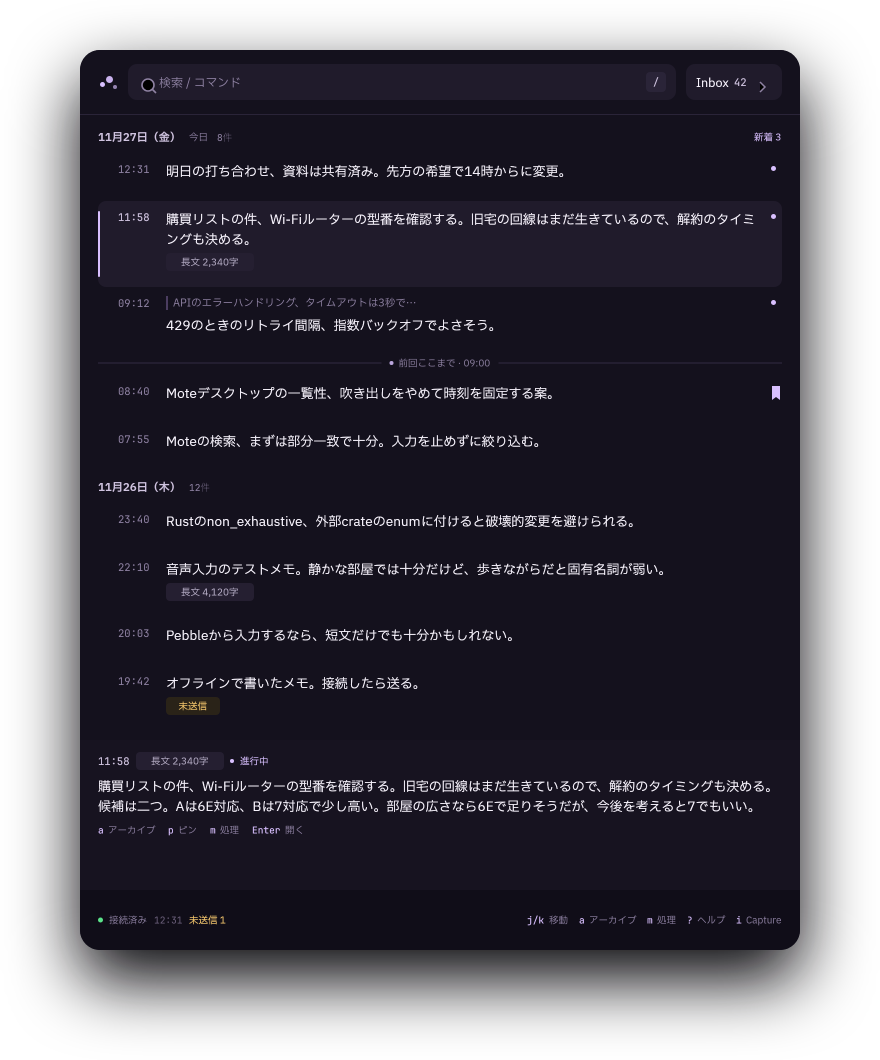 検索 / コマンド
/
Inbox 42
11月27日（金） 今日 8件
新着 3
12:31 明日の打ち合わせ、資料は共有済み。先方の希望で14時からに変更。
11:58 購買リストの件、Wi-Fiルーターの型番を確認する。旧宅の回線はまだ生きているので、解約のタイミ
ングも決める。
長文 2,340字
09:12 APIのエラーハンドリング、タイムアウトは3秒で…
429のときのリトライ間隔、指数バックオフでよさそう。
前回ここまで · 09:00
08:40 Moteデスクトップの一覧性、吹き出しをやめて時刻を固定する案。
07:55 Moteの検索、まずは部分一致で十分。入力を止めずに絞り込む。
11月26日（木） 12件
23:40 Rustのnon_exhaustive、外部crateのenumに付けると破壊的変更を避けられる。
22:10 音声入力のテストメモ。静かな部屋では十分だけど、歩きながらだと固有名詞が弱い。
長文 4,120字
20:03 Pebbleから入力するなら、短文だけでも十分かもしれない。
19:42 オフラインで書いたメモ。接続したら送る。
未送信
11:58 長文 2,340字 進行中
購買リストの件、Wi-Fiルーターの型番を確認する。旧宅の回線はまだ生きているので、解約のタイミングも決める。
候補は二つ。Aは6E対応、Bは7対応で少し高い。部屋の広さなら6Eで足りそうだが、今後を考えると7でもいい。
a アーカイブ p ピン m 処理 Enter 開く
接続済み 12:31 未送信 1
j/k 移動 a アーカイブ m 処理 ? ヘルプ i Capture